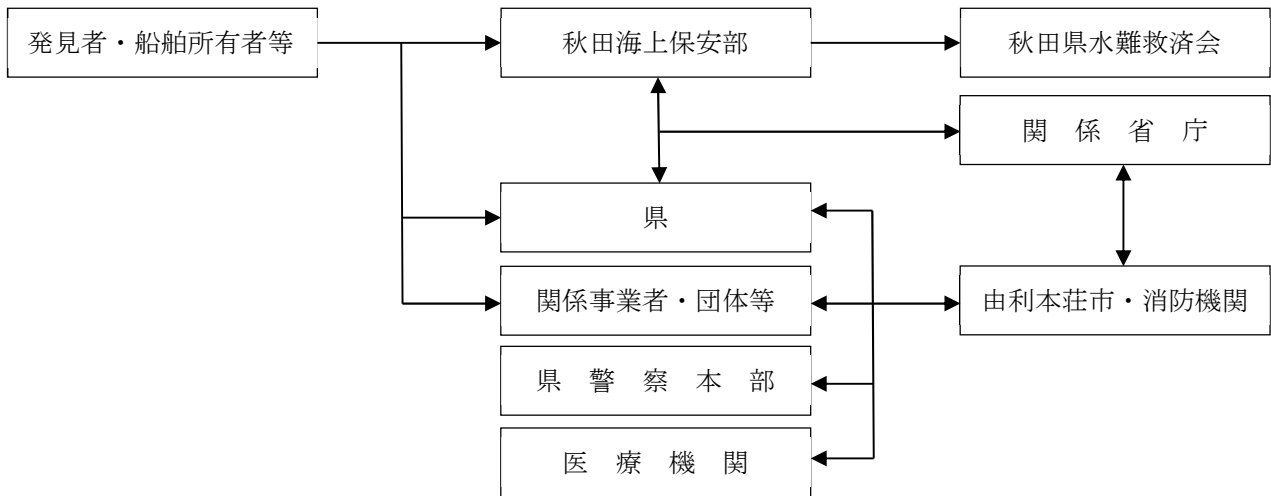 発見者・船舶所有者等
秋田海上保安部
秋田県水難救済会
関係省庁
県
関係事業者・団体等
由利本荘市・消防機関
県警察本部
医療機関